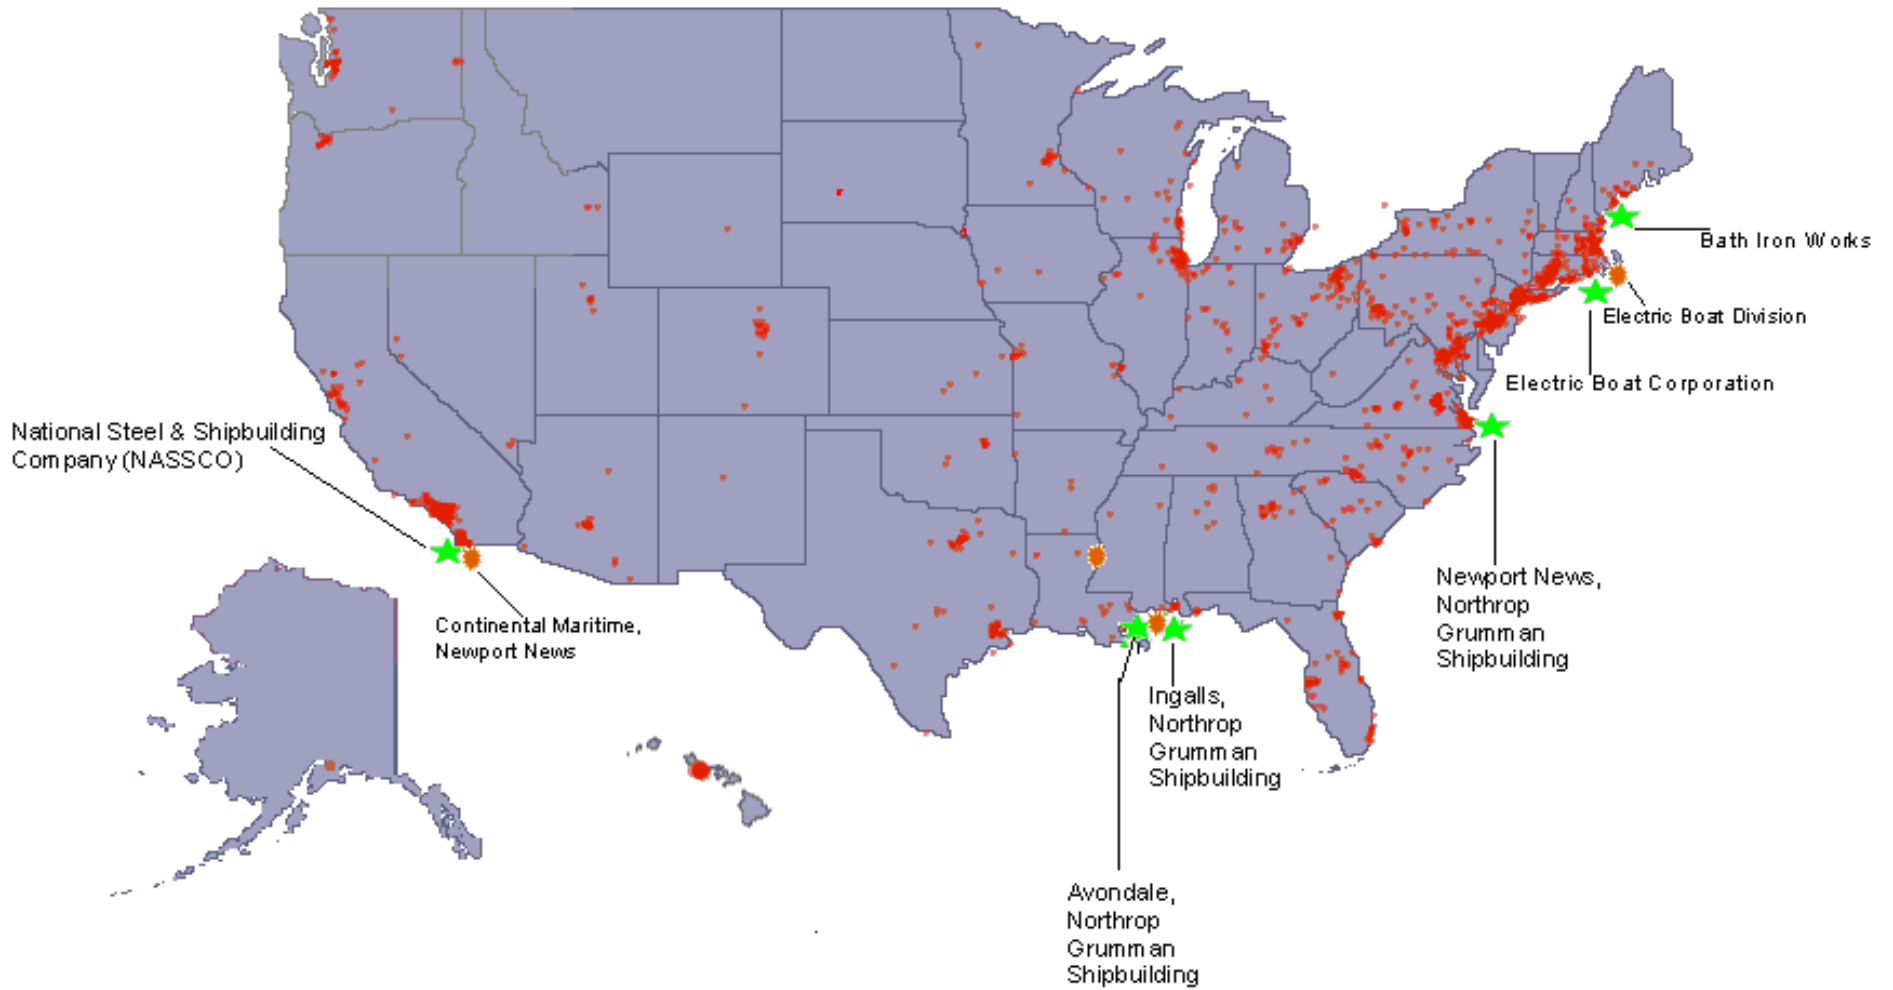 Bath Iron Works
Electric Boat Division
Electric Boat Corporation
National Steel & Shipbuilding
Company (NASSCO)
Newport News,
Northrop
Grumman
Shipbuilding
Continental Maritime,
Newport News
Ingalls,
Northrop
Grumman
Shipbuilding
Avondale,
Northrop
Grumman
Shipbuilding